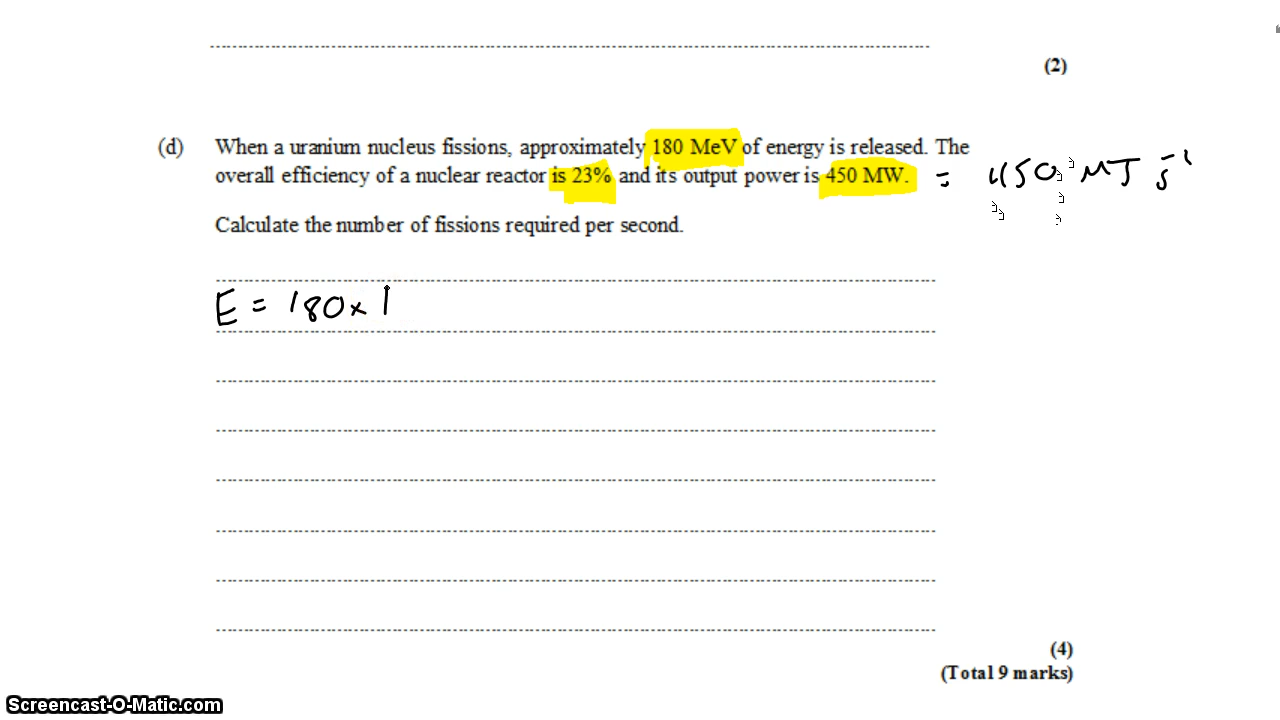 (2)
(d) When a uranium nucleus fissions, approximately 180 MeV of energy is released. The
overall efficiency of a nuclear reactor is 23% and its output power is 450 MW. = 450 MJ s⁻¹
Calculate the number of fissions required per second.
E = 180 × 1
(4)
(Total 9 marks)
Screencast-O-Matic.com